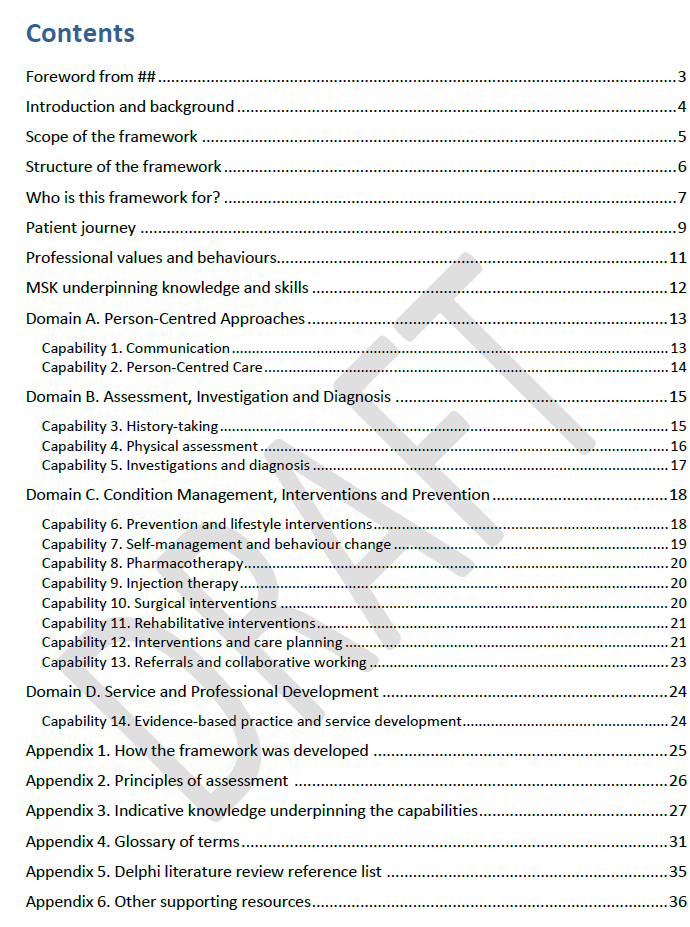 Contents
Foreword from ##...3
Introduction and background...4
Scope of the framework...5
Structure of the framework...6
Who is this framework for?...7
Patient journey...9
Professional values and behaviours...11
MSK underpinning knowledge and skills...12
Domain A. Person-Centred Approaches...13
Capability 1. Communication...13
Capability 2. Person-Centred Care...14
Domain B. Assessment, Investigation and Diagnosis...15
Capability 3. History-taking...15
Capability 4. Physical assessment...16
Capability 5. Investigations and diagnosis...17
Domain C. Condition Management, Interventions and Prevention...18
Capability 6. Prevention and lifestyle interventions...18
Capability 7. Self-management and behaviour change...19
Capability 8. Pharmacotherapy...20
Capability 9. Injection therapy...20
Capability 10. Surgical interventions...20
Capability 11. Rehabilitative interventions...21
Capability 12. Interventions and care planning...21
Capability 13. Referrals and collaborative working...23
Domain D. Service and Professional Development...24
Capability 14. Evidence-based practice and service development...24
Appendix 1. How the framework was developed...25
Appendix 2. Principles of assessment...26
Appendix 3. Indicative knowledge underpinning the capabilities...27
Appendix 4. Glossary of terms...31
Appendix 5. Delphi literature review reference list...35
Appendix 6. Other supporting resources...36
DRAFT